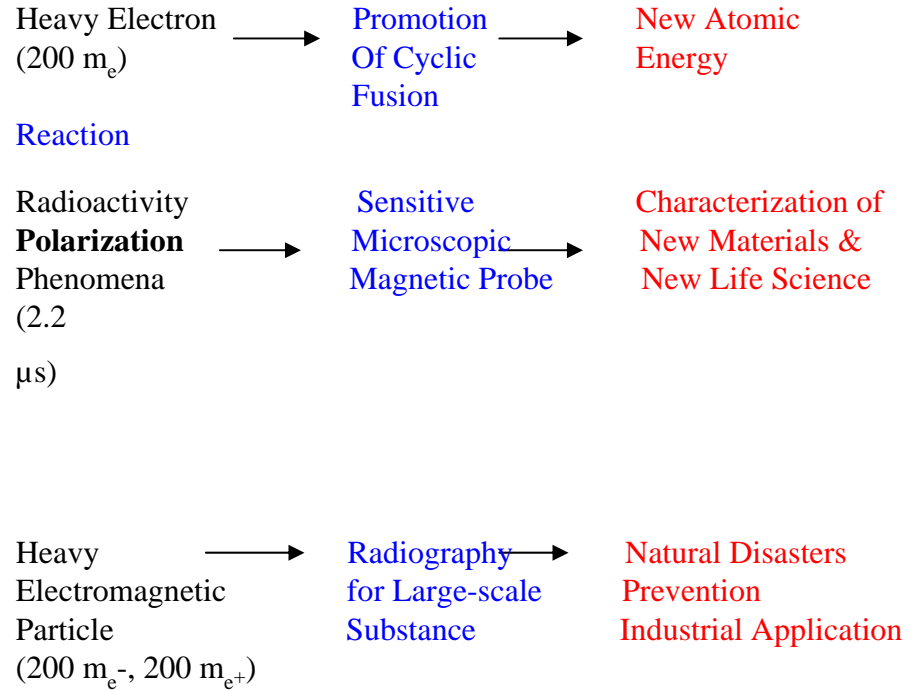 Heavy Electron
(200 mₑ)
Promotion
Of Cyclic
Fusion
Reaction
New Atomic
Energy
Radioactivity
Polarization
Phenomena
(2.2
µs)
Sensitive
Microscopic
Magnetic Probe
Characterization of
New Materials &
New Life Science
Heavy
Electromagnetic
Particle
(200 mₑ-, 200 mₑ₊)
Radiography
for Large-scale
Substance
Natural Disasters
Prevention
Industrial Application